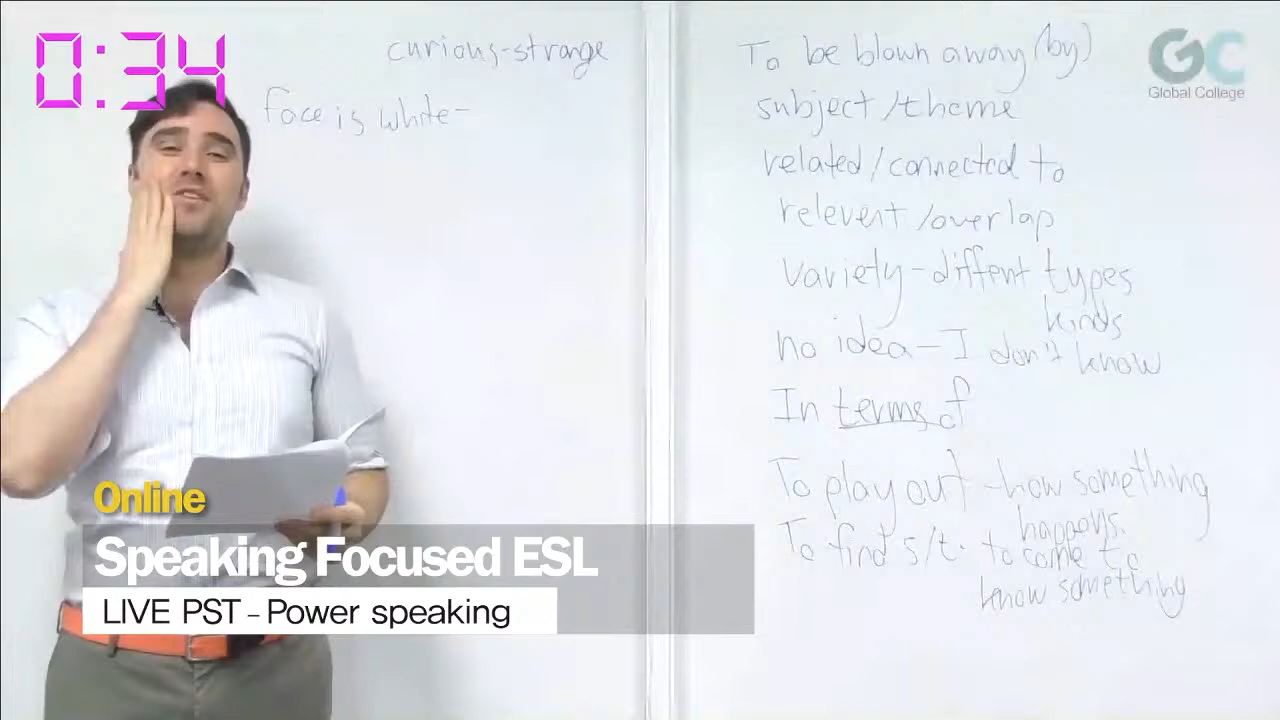 0:34
curious-strange
face is white-
To be blown away (by)
subject/theme
related/connected to
relevent/overlap
variety-diffent types
kinds
no idea - I don't know
In terms of
To play out - how something
happens.
To find s/t. to come to
know something
GC
Global College
Online
Speaking Focused ESL
LIVE PST - Power speaking